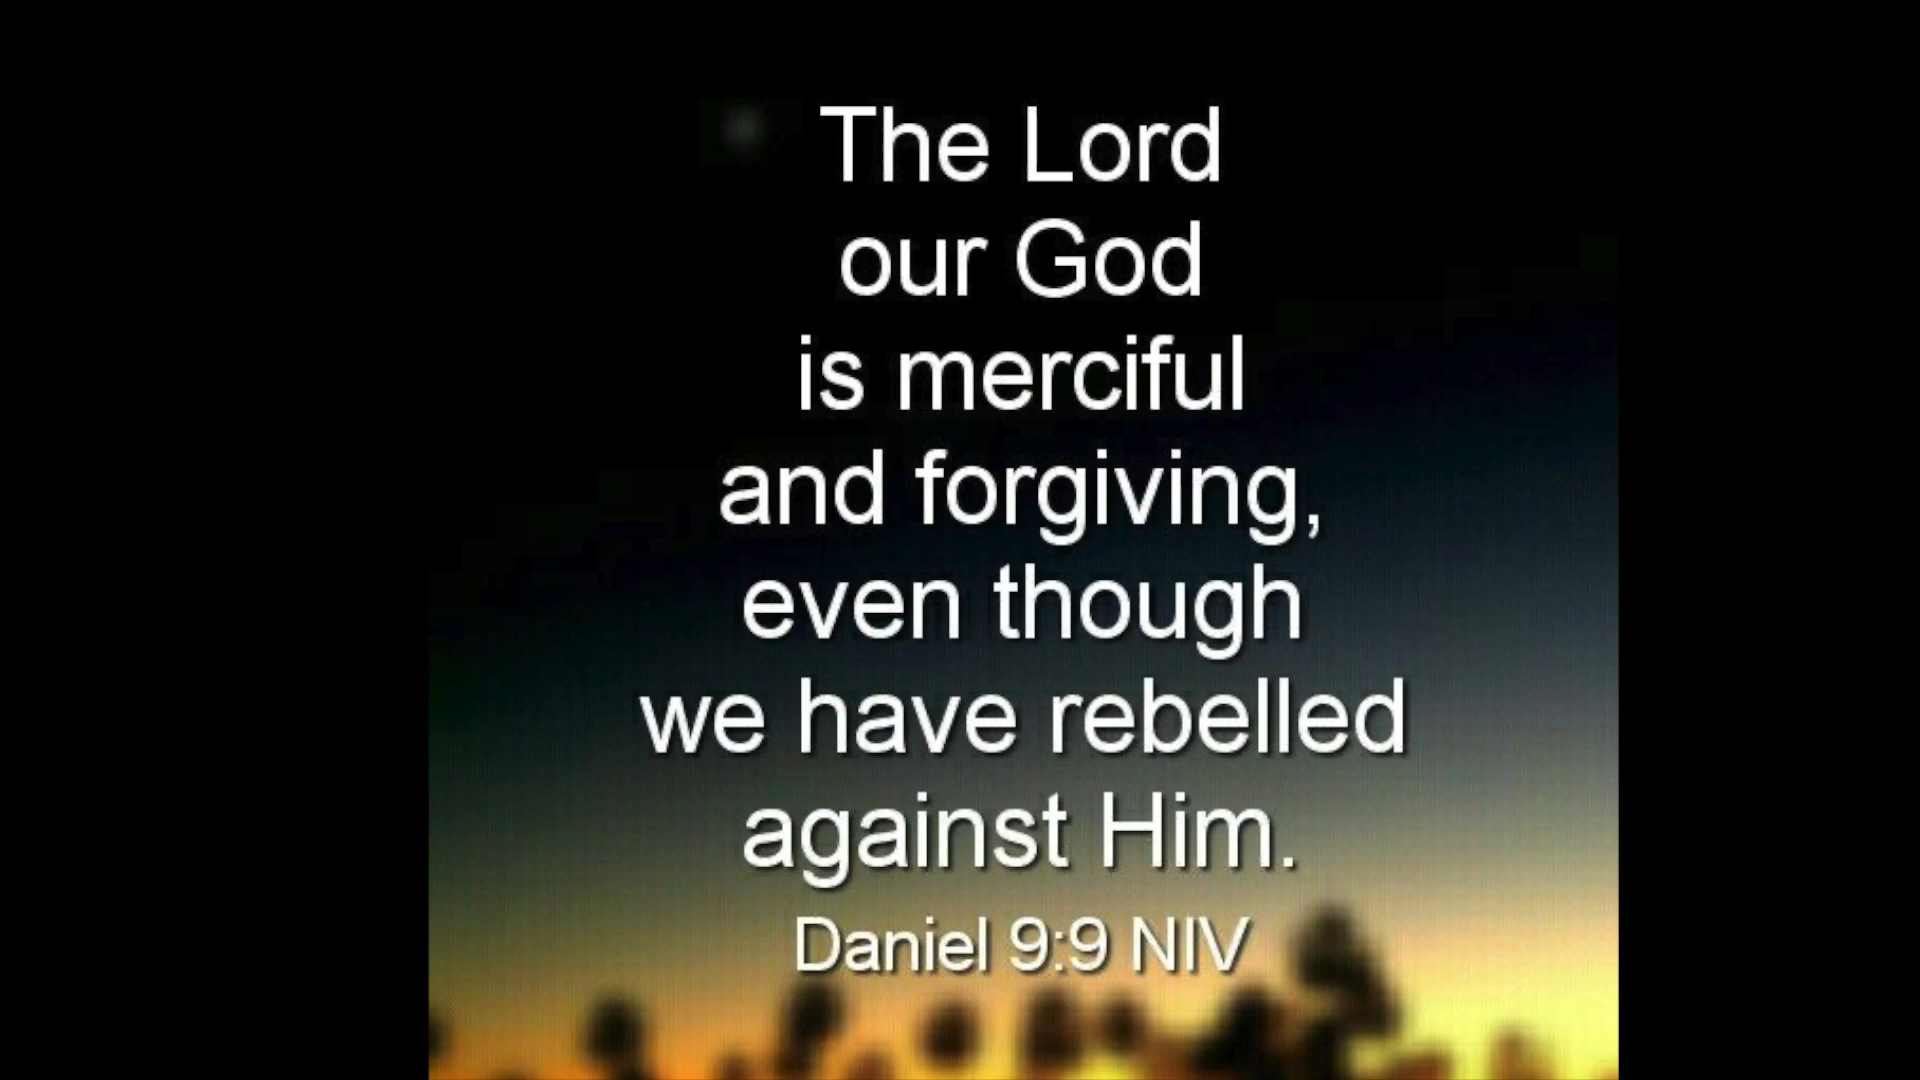 The Lord
our God
is merciful
and forgiving,
even though
we have rebelled
against Him.
Daniel 9:9 NIV